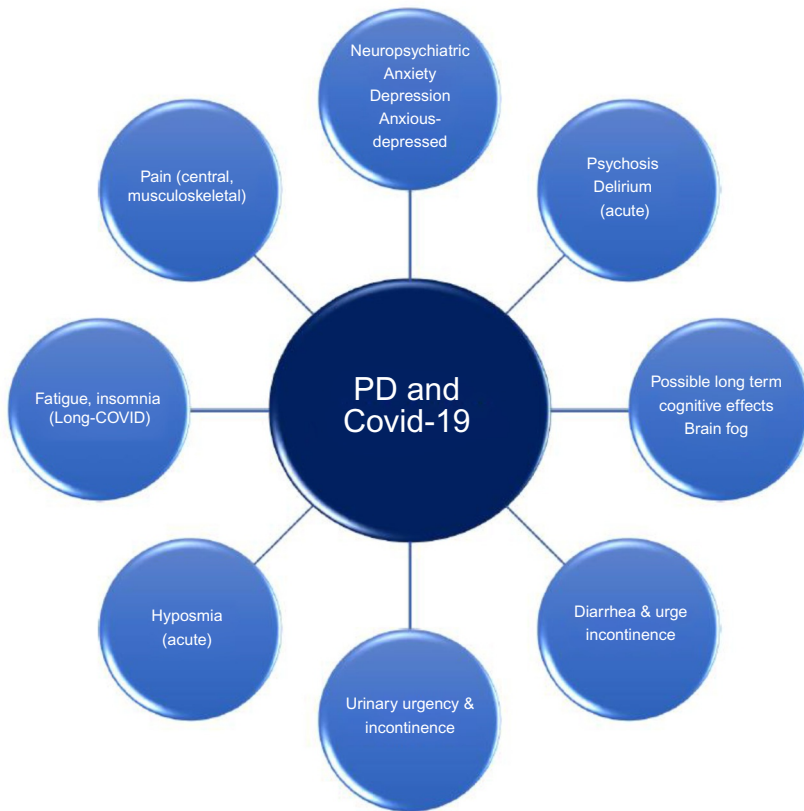 Neuropsychiatric
Anxiety
Depression
Anxious-
depressed
Psychosis
Delirium
(acute)
Possible long term
cognitive effects
Brain fog
Diarrhea & urge
incontinence
Urinary urgency &
incontinence
Hyposmia
(acute)
Fatigue, insomnia
(Long-COVID)
Pain (central,
musculoskeletal)
PD and
Covid-19